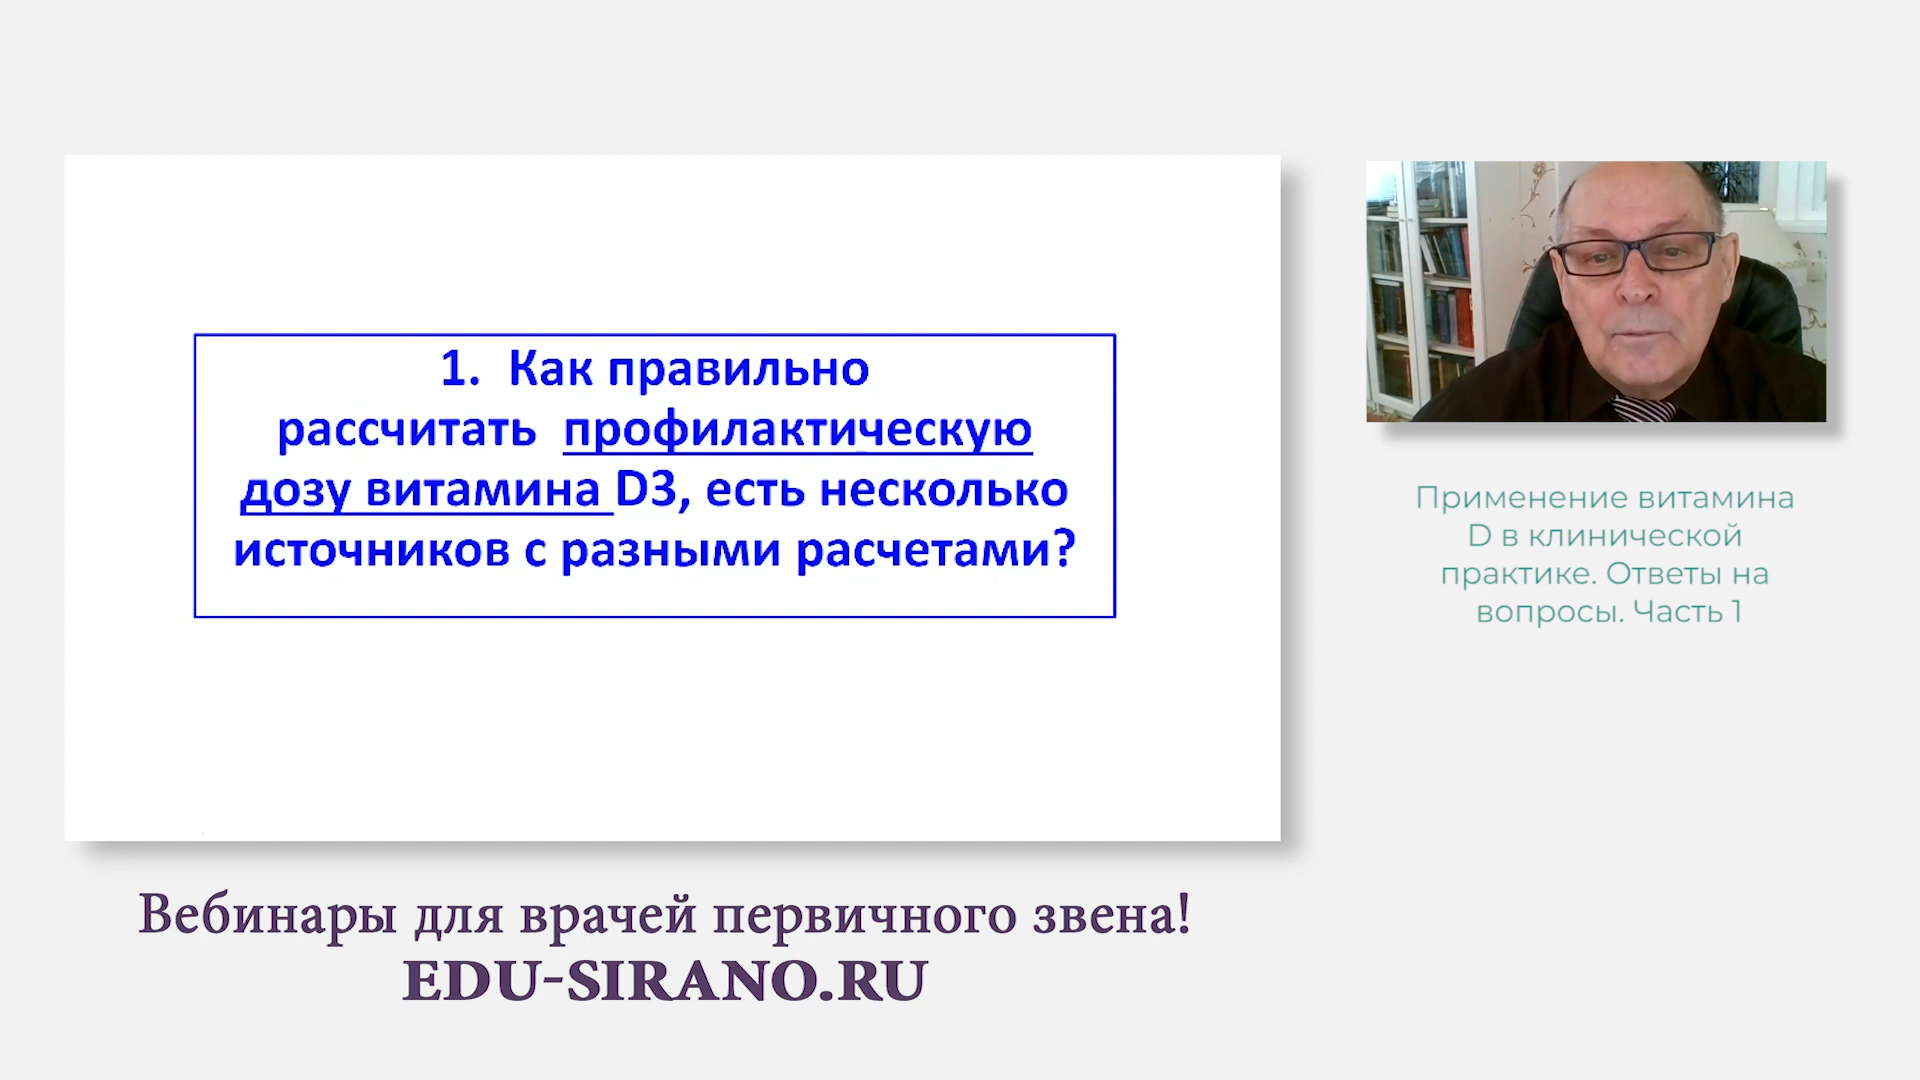 1. Как правильно
рассчитать профилактическую
дозу витамина D3, есть несколько
источников с разными расчетами?
Применение витамина
D в клинической
практике. Ответы на
вопросы. Часть 1
Вебинары для врачей первичного звена!
EDU-SIRANO.RU